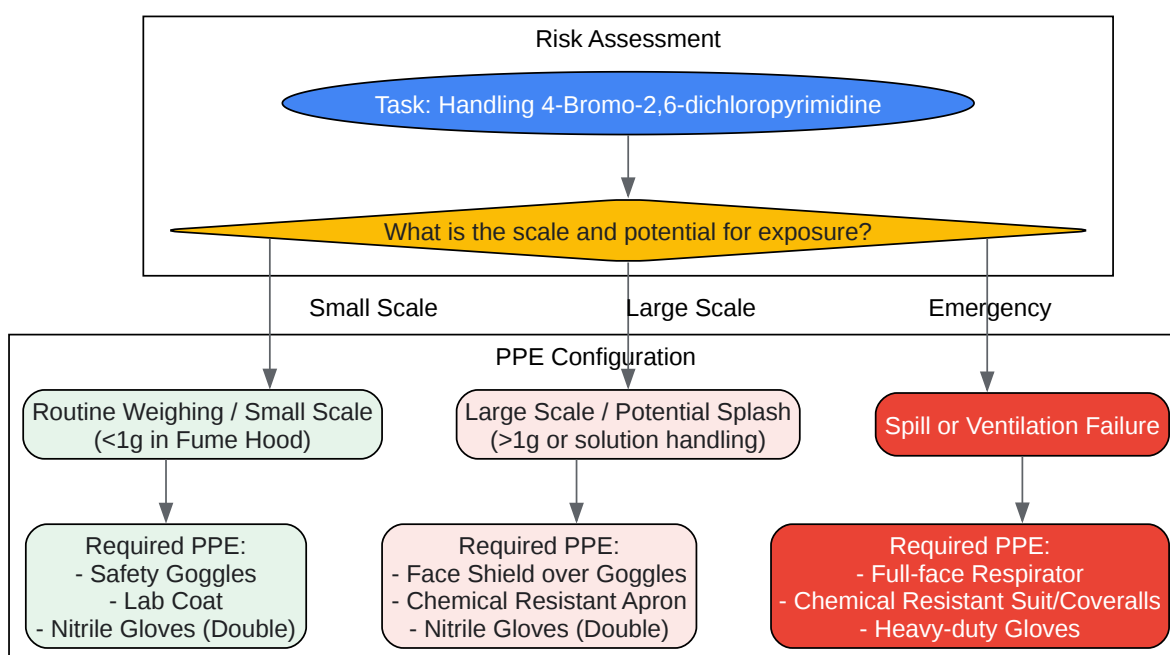 Risk Assessment
Task: Handling 4-Bromo-2,6-dichloropyrimidine
What is the scale and potential for exposure?
Small Scale
Large Scale
Emergency
PPE Configuration
Routine Weighing / Small Scale
(<1g in Fume Hood)
Large Scale / Potential Splash
(>1g or solution handling)
Spill or Ventilation Failure
Required PPE:
- Safety Goggles
- Lab Coat
- Nitrile Gloves (Double)
Required PPE:
- Face Shield over Goggles
- Chemical Resistant Apron
- Nitrile Gloves (Double)
Required PPE:
- Full-face Respirator
- Chemical Resistant Suit/Coveralls
- Heavy-duty Gloves